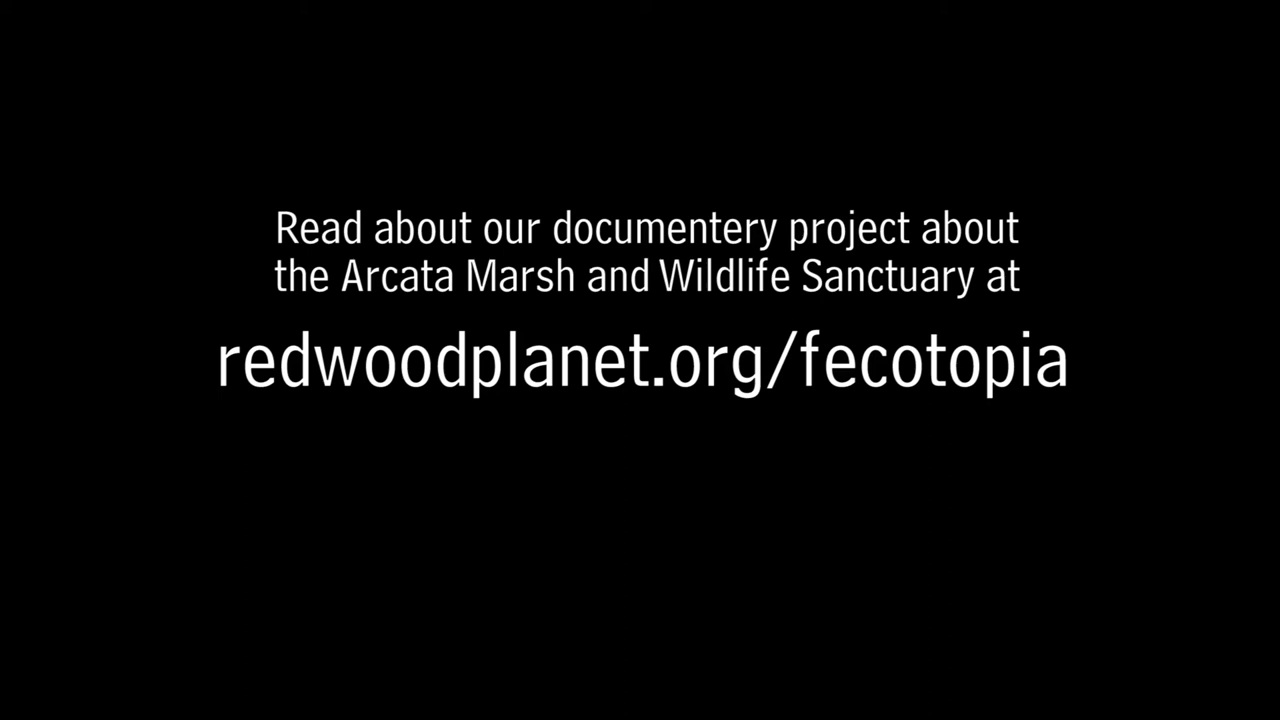 Read about our documentery project about
the Arcata Marsh and Wildlife Sanctuary at
redwoodplanet.org/fecotopia